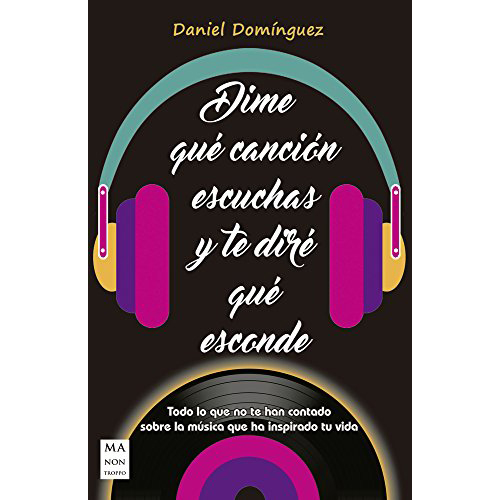 Daniel Domínguez
Dime
qué canción
escuchas
y te diré
qué
esconde
Todo lo que no te han contado
sobre la música que ha inspirado tu vida
MA
NON
TROPPO